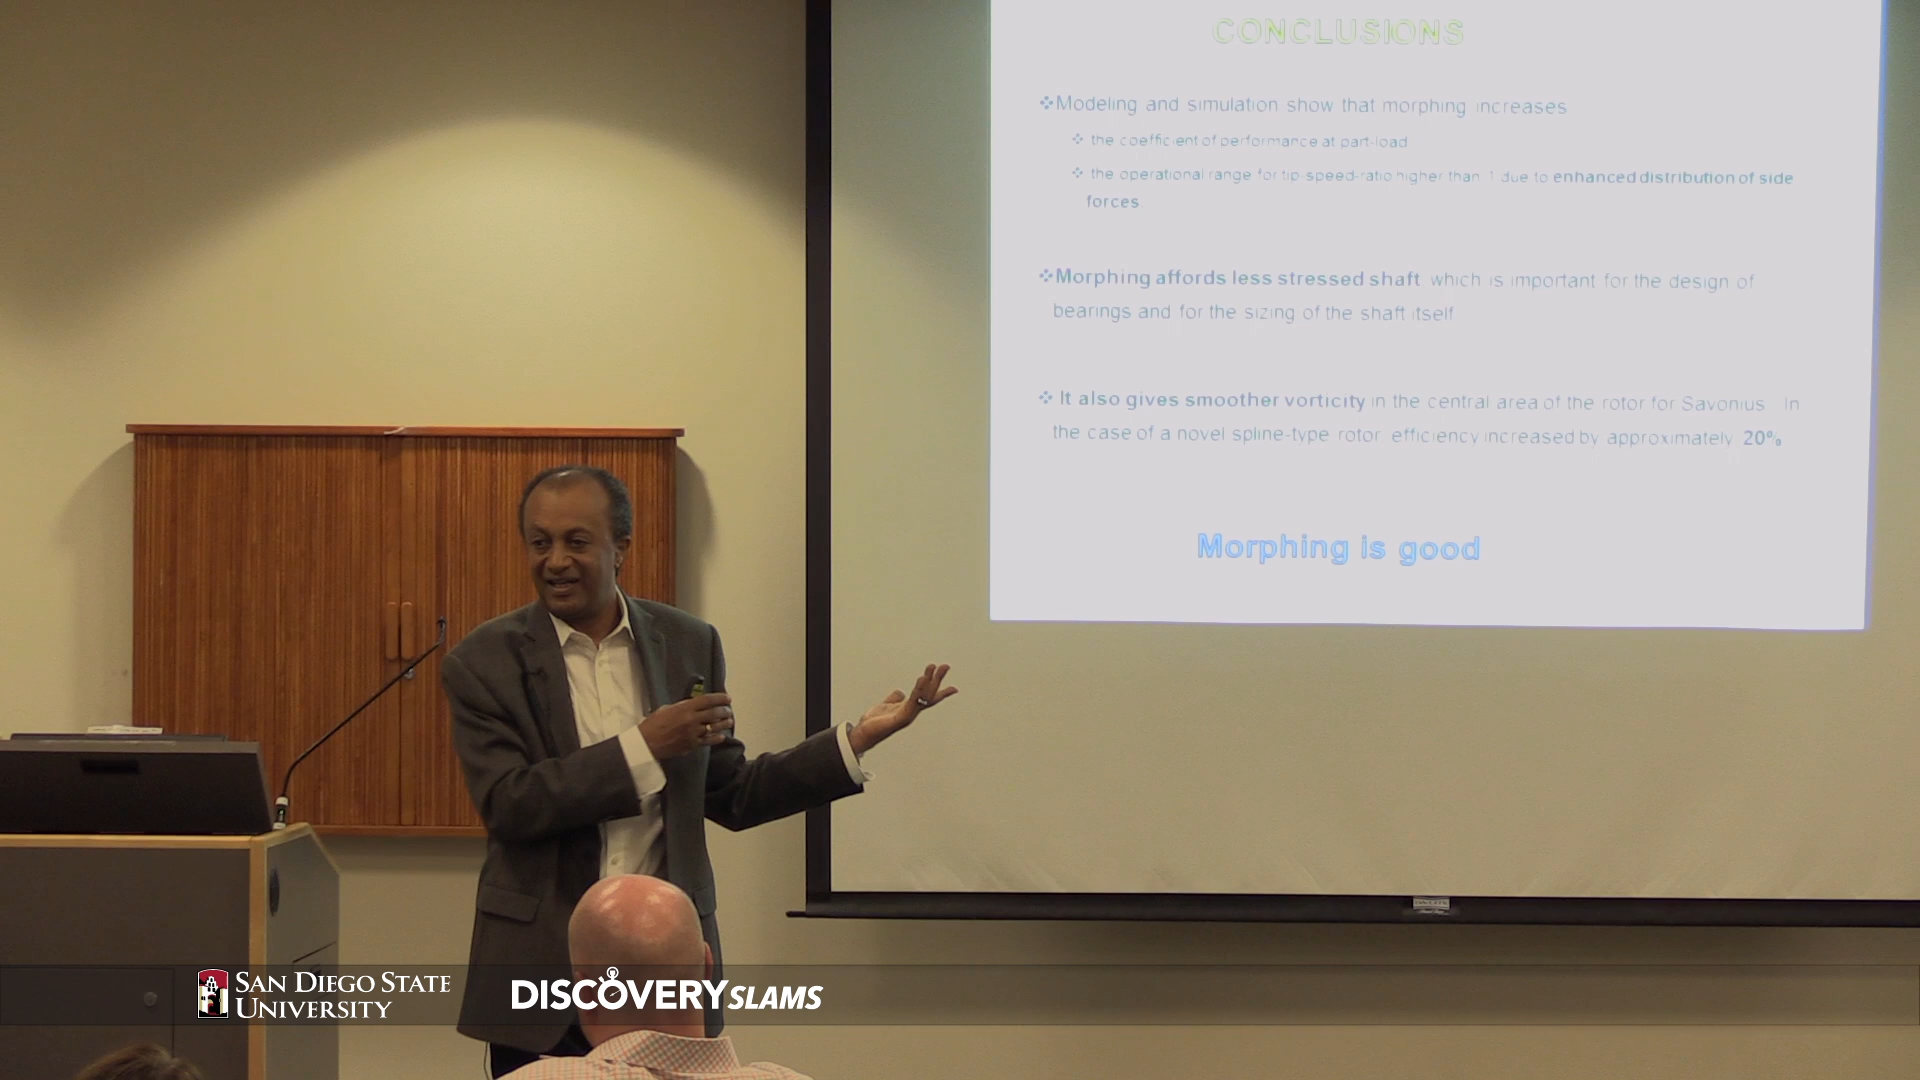 CONCLUSIONS
❖Modeling and simulation show that morphing increases
❖ the coefficient of performance at part-load
❖ the operational range for tip-speed-ratio higher than 1 due to enhanced distribution of side
forces
❖Morphing affords less stressed shaft which is important for the design of
bearings and for the sizing of the shaft itself
❖ It also gives smoother vorticity in the central area of the rotor for Savonius In
the case of a novel spline-type rotor efficiency increased by approximately 20%
Morphing is good
SAN DIEGO STATE
UNIVERSITY
DISCOVERY SLAMS